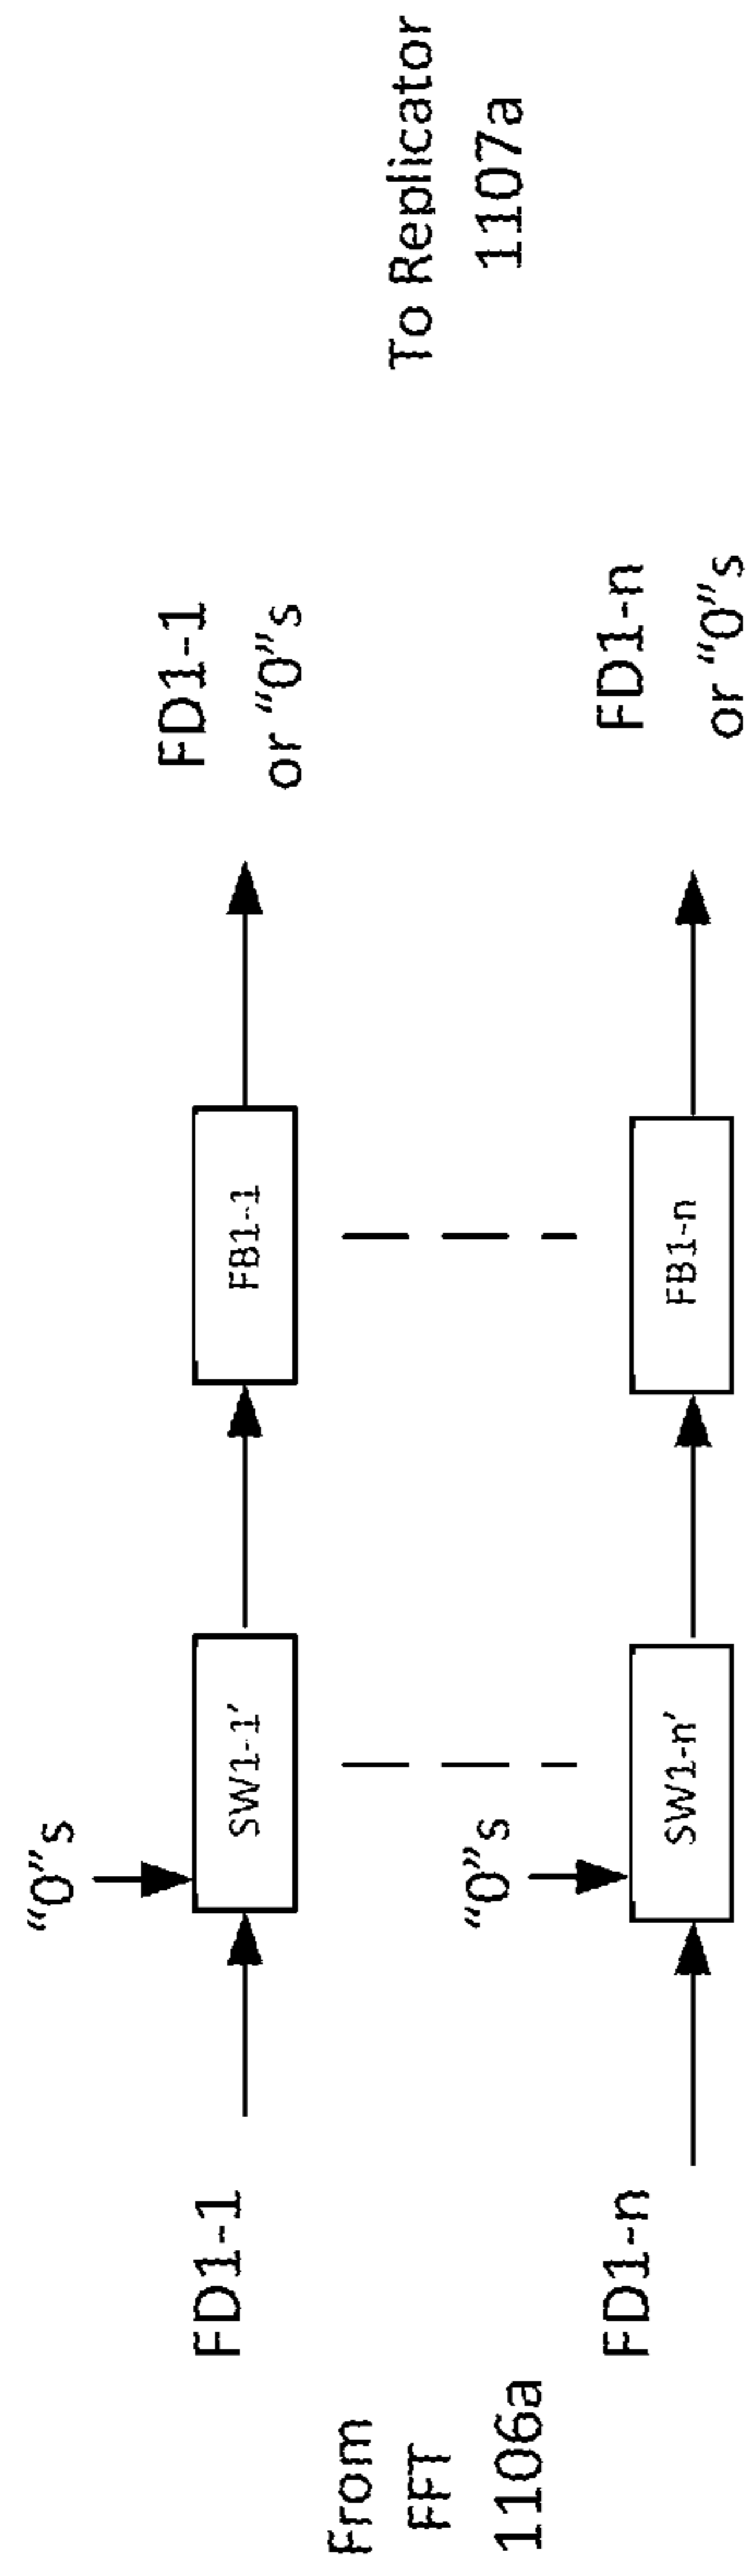 “0”s
FD1-1
SW1-1’
FB1-1
FD1-1
or “0”s
From
FFT
1106a
To Replicator
1107a
“0”s
FD1-n
SW1-n’
FB1-n
FD1-n
or “0”s